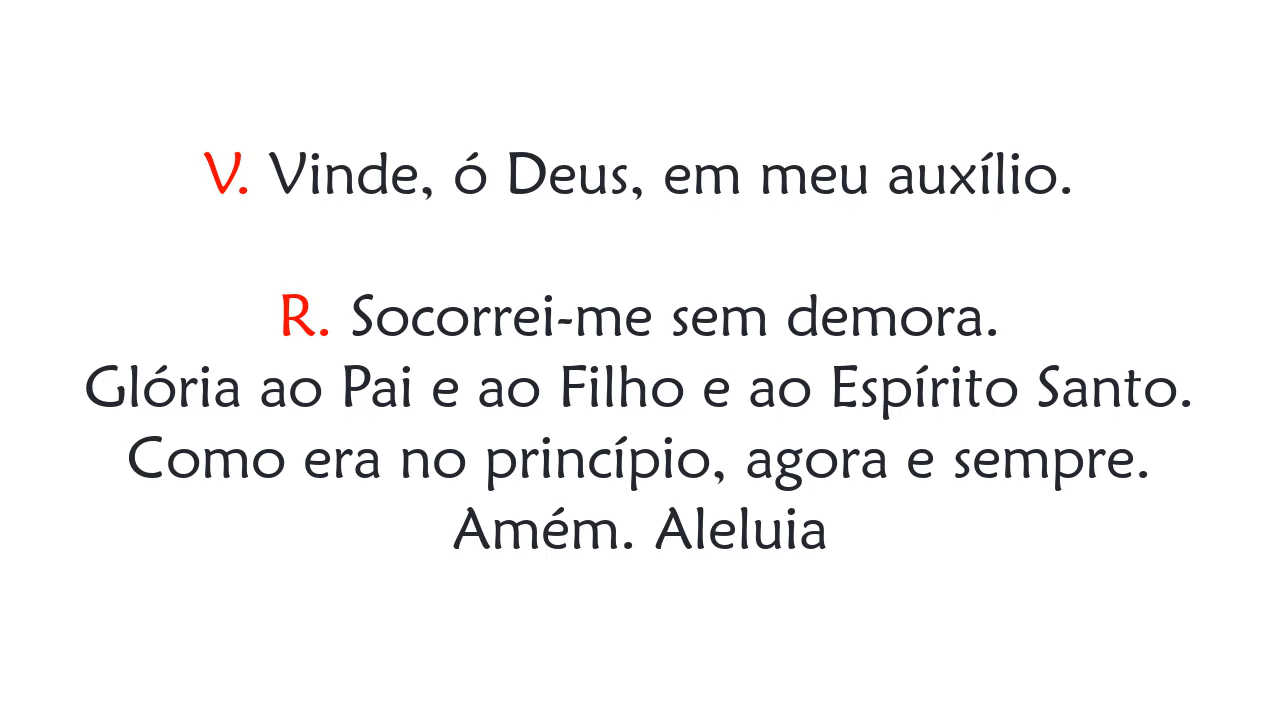 V. Vinde, ó Deus, em meu auxílio.
R. Socorrei-me sem demora.
Glória ao Pai e ao Filho e ao Espírito Santo.
Como era no princípio, agora e sempre.
Amém. Aleluia